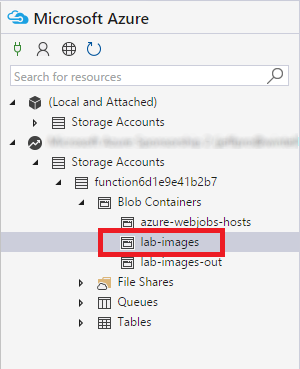 Microsoft Azure
Search for resources
(Local and Attached)
Storage Accounts
Storage Accounts
function6d1e9e41b2b7
Blob Containers
azure-webjobs-hosts
lab-images
lab-images-out
File Shares
Queues
Tables